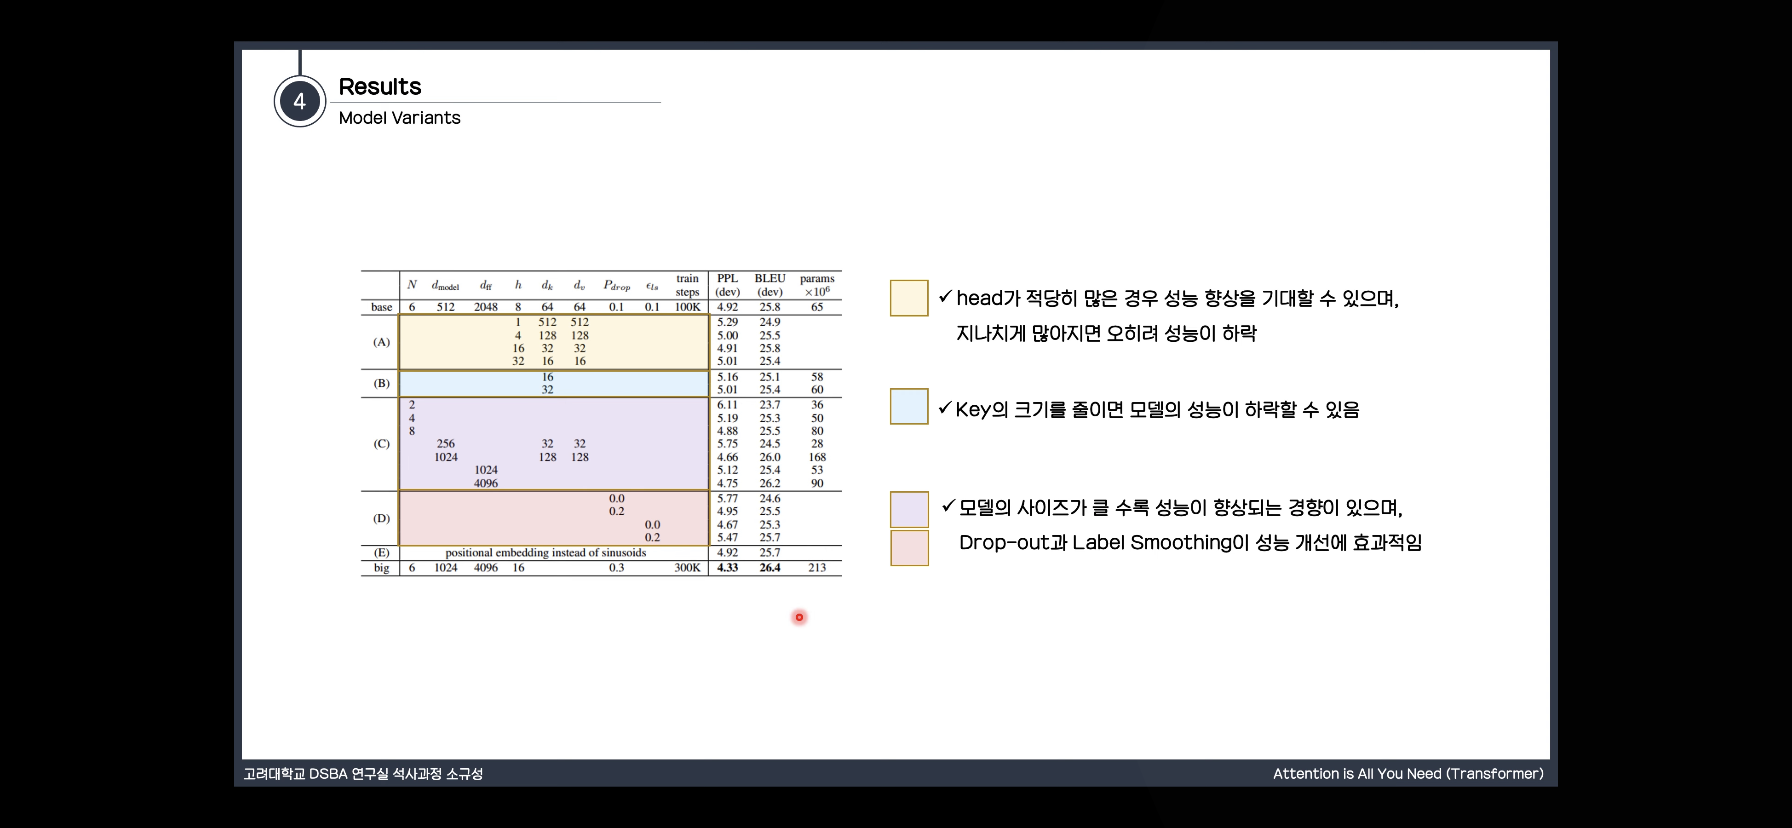 4
Results
Model Variants
N d_model d_ff h d_k d_v P_drop ϵ_ls train steps PPL (dev) BLEU (dev) params ×10⁶
base 6 512 2048 8 64 64 0.1 0.1 100K 4.92 25.8 65
(A)
1 512 512 5.29 24.9
4 128 128 5.00 25.5
16 32 32 4.91 25.8
32 16 16 5.01 25.4
(B)
16 5.16 25.1 58
32 5.01 25.4 60
(C)
2 6.11 23.7 36
4 5.19 25.3 50
8 4.88 25.5 80
256 32 32 5.75 24.5 28
1024 128 128 4.66 26.0 168
1024 5.12 25.4 53
4096 4.75 26.2 90
(D)
0.0 5.77 24.6
0.2 4.95 25.5
0.0 4.67 25.3
0.2 5.47 25.7
(E) positional embedding instead of sinusoids 4.92 25.7
big 6 1024 4096 16 0.3 300K 4.33 26.4 213
✓ head가 적당히 많은 경우 성능 향상을 기대할 수 있으며,
지나치게 많아지면 오히려 성능이 하락
✓ Key의 크기를 줄이면 모델의 성능이 하락할 수 있음
✓ 모델의 사이즈가 클 수록 성능이 향상되는 경향이 있으며,
Drop-out과 Label Smoothing이 성능 개선에 효과적임
고려대학교 DSBA 연구실 석사과정 소규성
Attention is All You Need (Transformer)